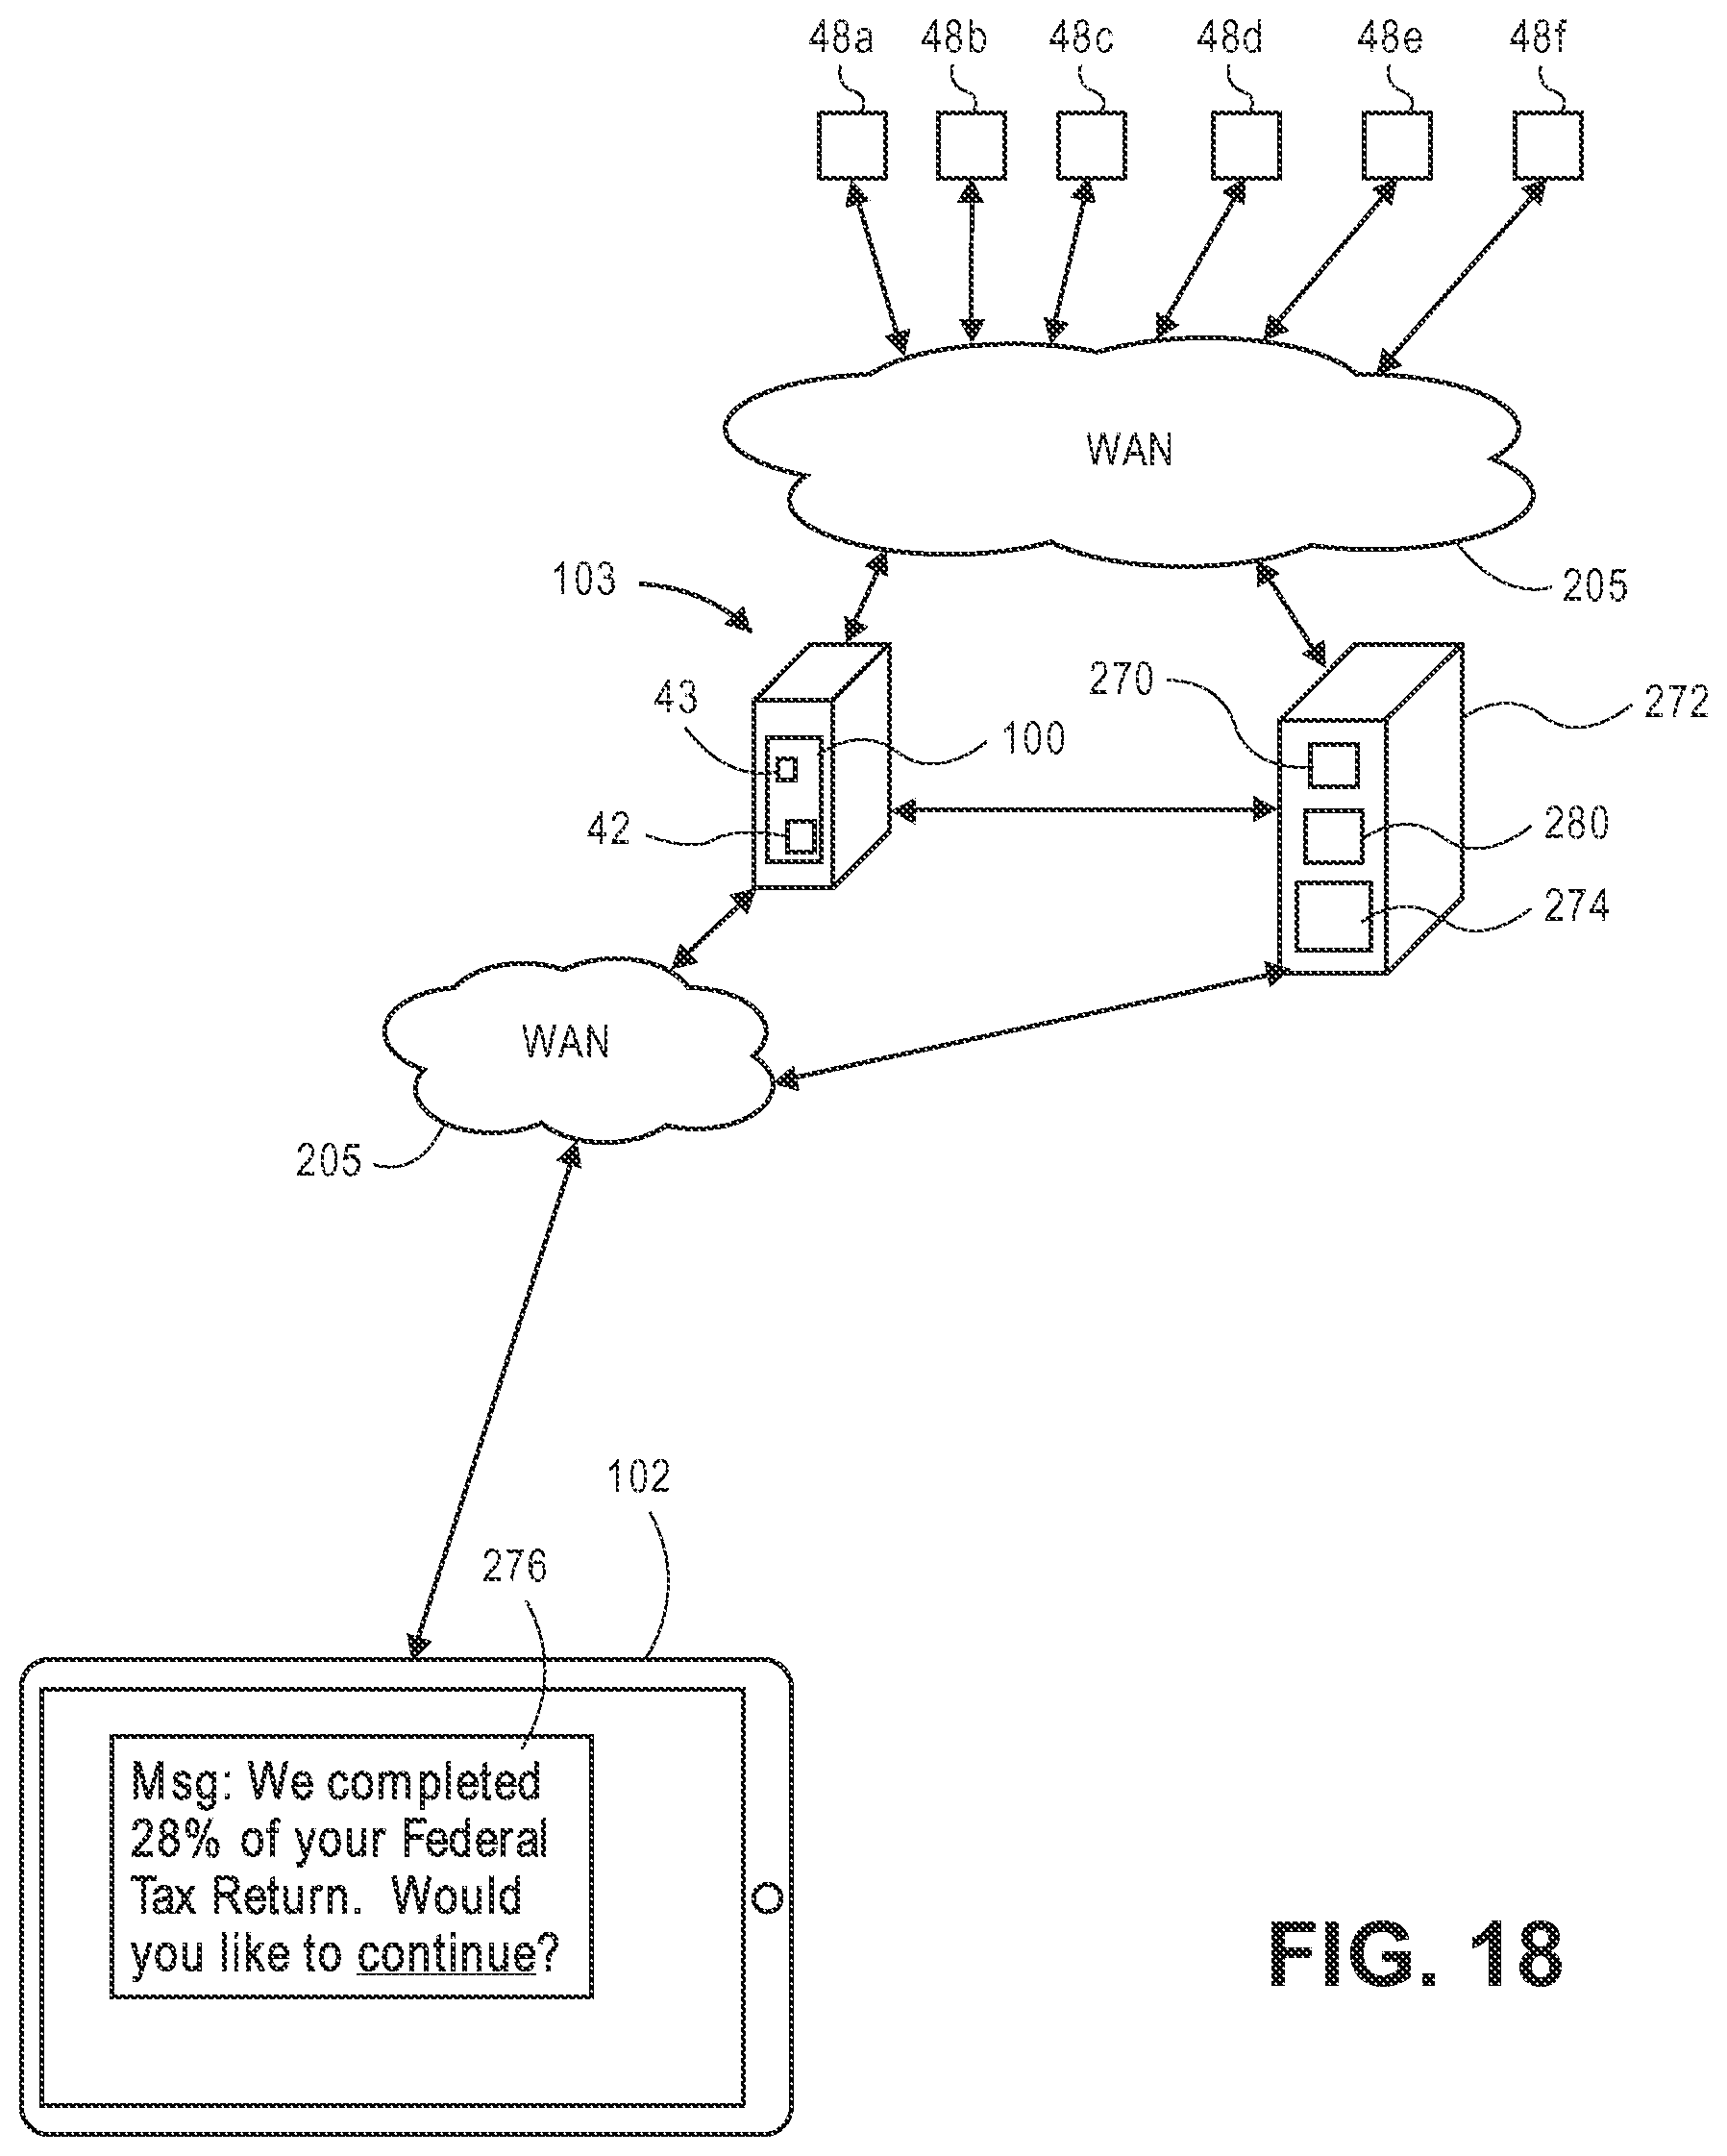 48a 48b 48c 48d 48e 48f
WAN
103
205
43
270
272
100
42
280
274
WAN
205
102
276
Msg: We completed
28% of your Federal
Tax Return. Would
you like to continue?
FIG. 18